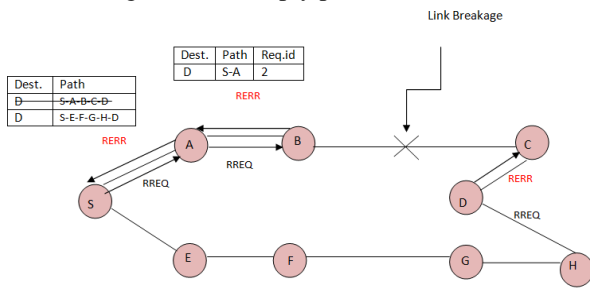 Link Breakage
Dest. Path Req.id
D S-A 2
Dest. Path
D S-A-B-C-D
D S-E-F-G-H-D
RERR
RERR
A
B
C
RREQ
RERR
RREQ
S
D
RREQ
E
F
G
H